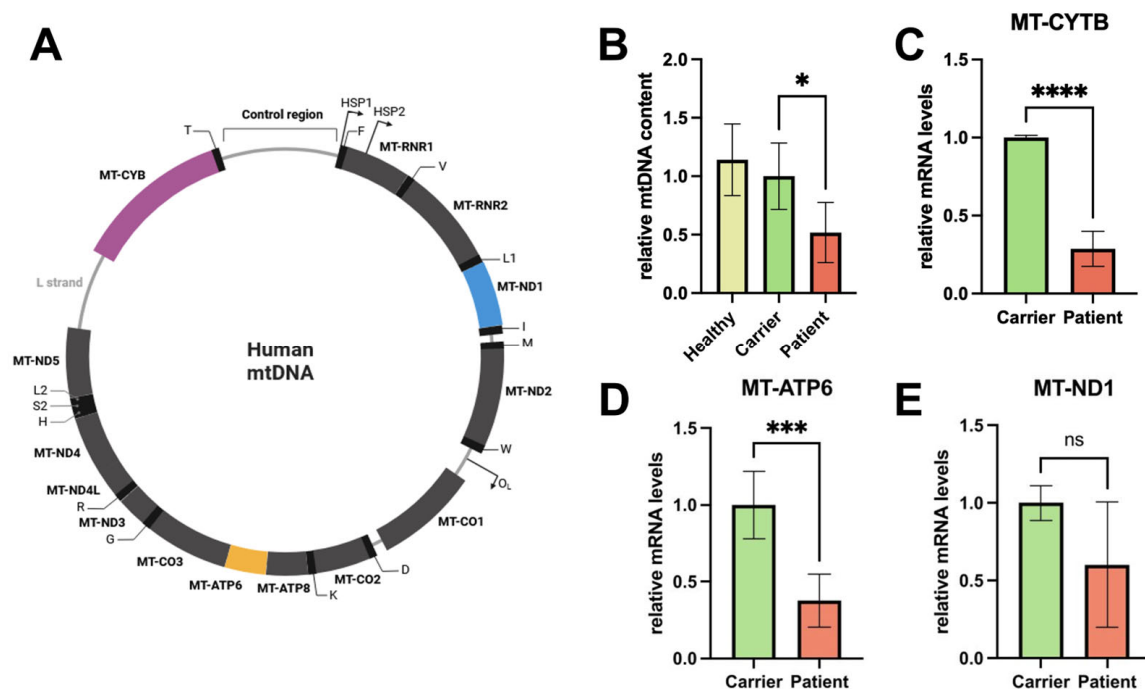 A
Control region
HSP1
HSP2
T
F
MT-RNR1
V
MT-CYB
MT-RNR2
L1
L strand
MT-ND1
I
M
Human
mtDNA
MT-ND5
MT-ND2
L2
S2
H
W
MT-ND4
OL
MT-ND4L
R
MT-ND3
G
MT-CO1
MT-CO3
D
MT-CO2
MT-ATP6
MT-ATP8
K
B
relative mtDNA content
2.0
1.5
1.0
0.5
0.0
*
Healthy
Carrier
Patient
C
MT-CYTB
relative mRNA levels
1.5
1.0
0.5
0.0
****
Carrier
Patient
D
MT-ATP6
relative mRNA levels
1.5
1.0
0.5
0.0
***
Carrier
Patient
E
MT-ND1
relative mRNA levels
1.5
1.0
0.5
0.0
ns
Carrier
Patient